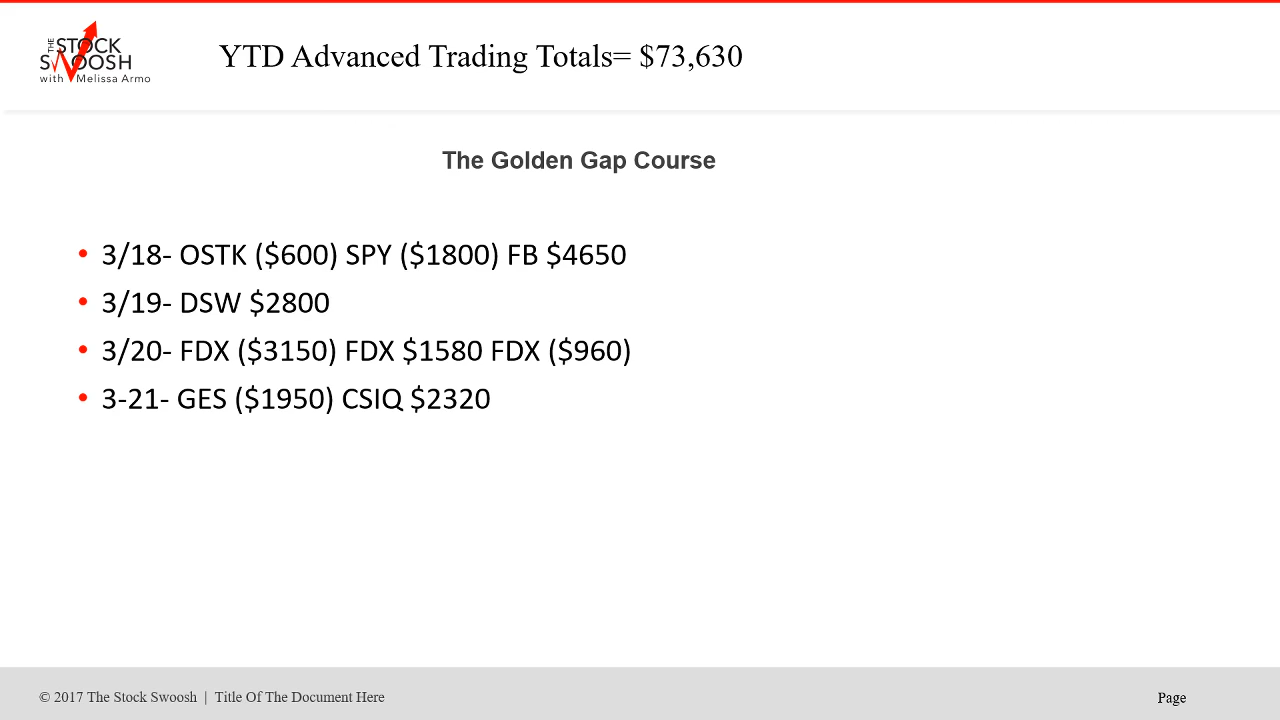 THE STOCK
SWOOSH
with Melissa Armo
YTD Advanced Trading Totals= $73,630
The Golden Gap Course
• 3/18- OSTK ($600) SPY ($1800) FB $4650
• 3/19- DSW $2800
• 3/20- FDX ($3150) FDX $1580 FDX ($960)
• 3-21- GES ($1950) CSIQ $2320
© 2017 The Stock Swoosh | Title Of The Document Here
Page